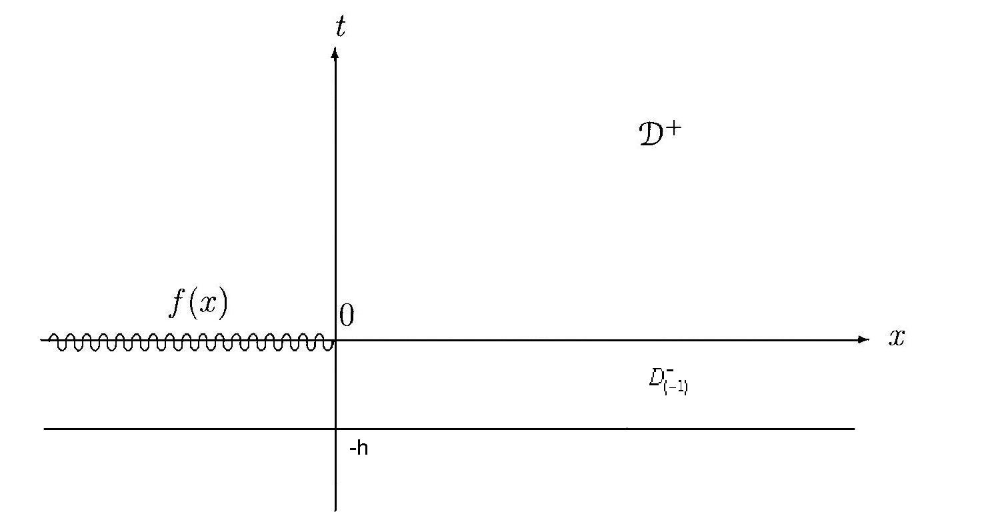 t
𝒟⁺
f(x)
0
x
D⁻₍₋₁₎
-h